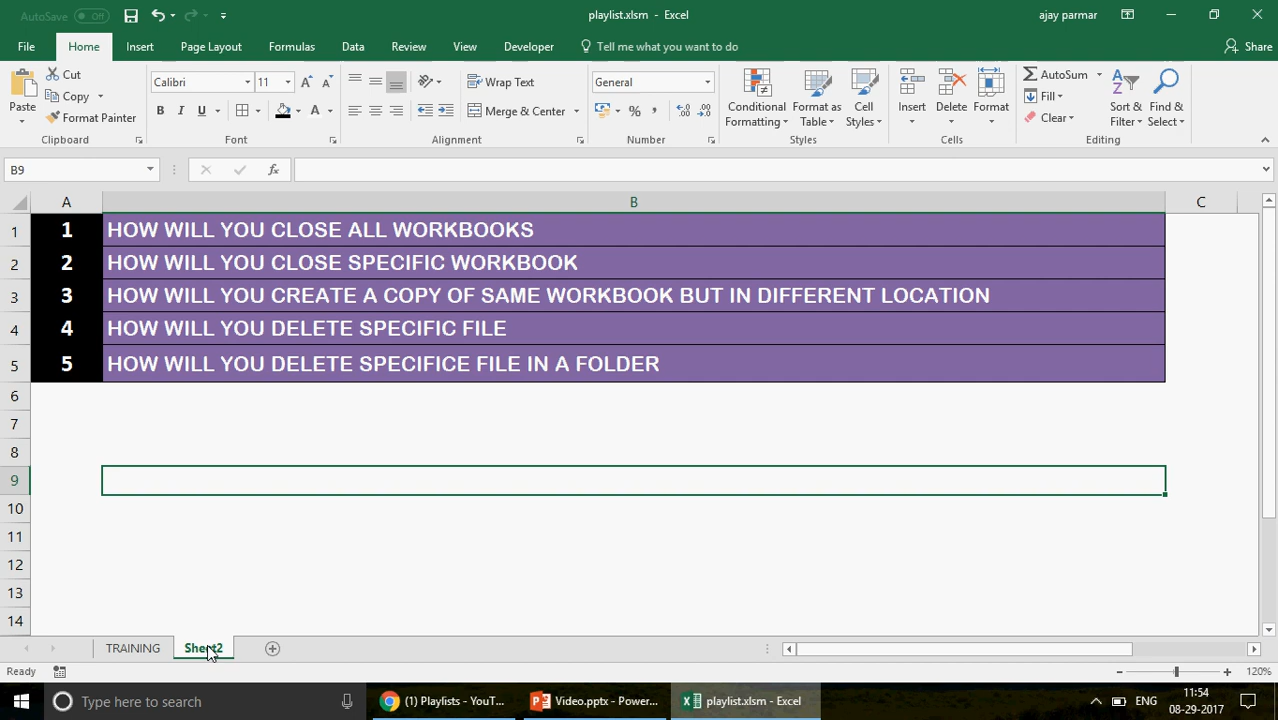 AutoSave Off
playlist.xlsm - Excel
ajay parmar
File Home Insert Page Layout Formulas Data Review View Developer Tell me what you want to do Share
Paste
Cut
Copy
Format Painter
Clipboard
Calibri 11
B I U
Font
Wrap Text
Merge & Center
Alignment
General
%
Number
Conditional Formatting
Format as Table
Cell Styles
Styles
Insert Delete Format
Cells
AutoSum
Fill
Clear
Sort & Filter
Find & Select
Editing
B9
fx
A B C
1 1 HOW WILL YOU CLOSE ALL WORKBOOKS
2 2 HOW WILL YOU CLOSE SPECIFIC WORKBOOK
3 3 HOW WILL YOU CREATE A COPY OF SAME WORKBOOK BUT IN DIFFERENT LOCATION
4 4 HOW WILL YOU DELETE SPECIFIC FILE
5 5 HOW WILL YOU DELETE SPECIFICE FILE IN A FOLDER
6
7
8
9
10
11
12
13
14
TRAINING Sheet2
Ready
120%
Type here to search
(1) Playlists - YouT...
Video.pptx - Power...
playlist.xlsm - Excel
ENG
11:54
08-29-2017